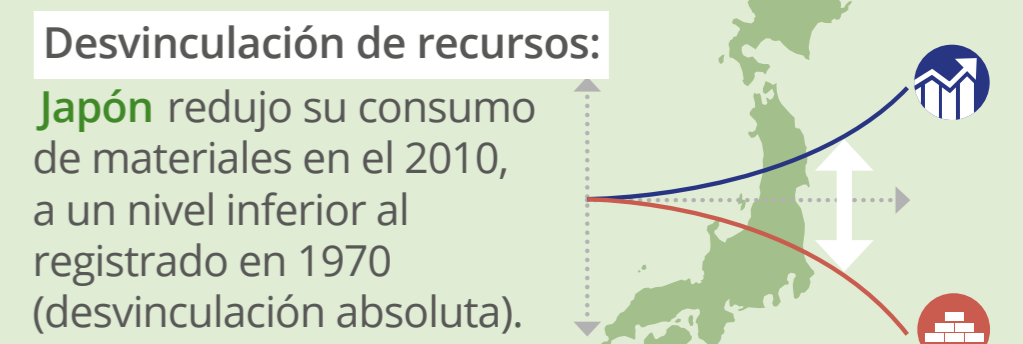 Desvinculación de recursos:
Japón redujo su consumo
de materiales en el 2010,
a un nivel inferior al
registrado en 1970
(desvinculación absoluta).